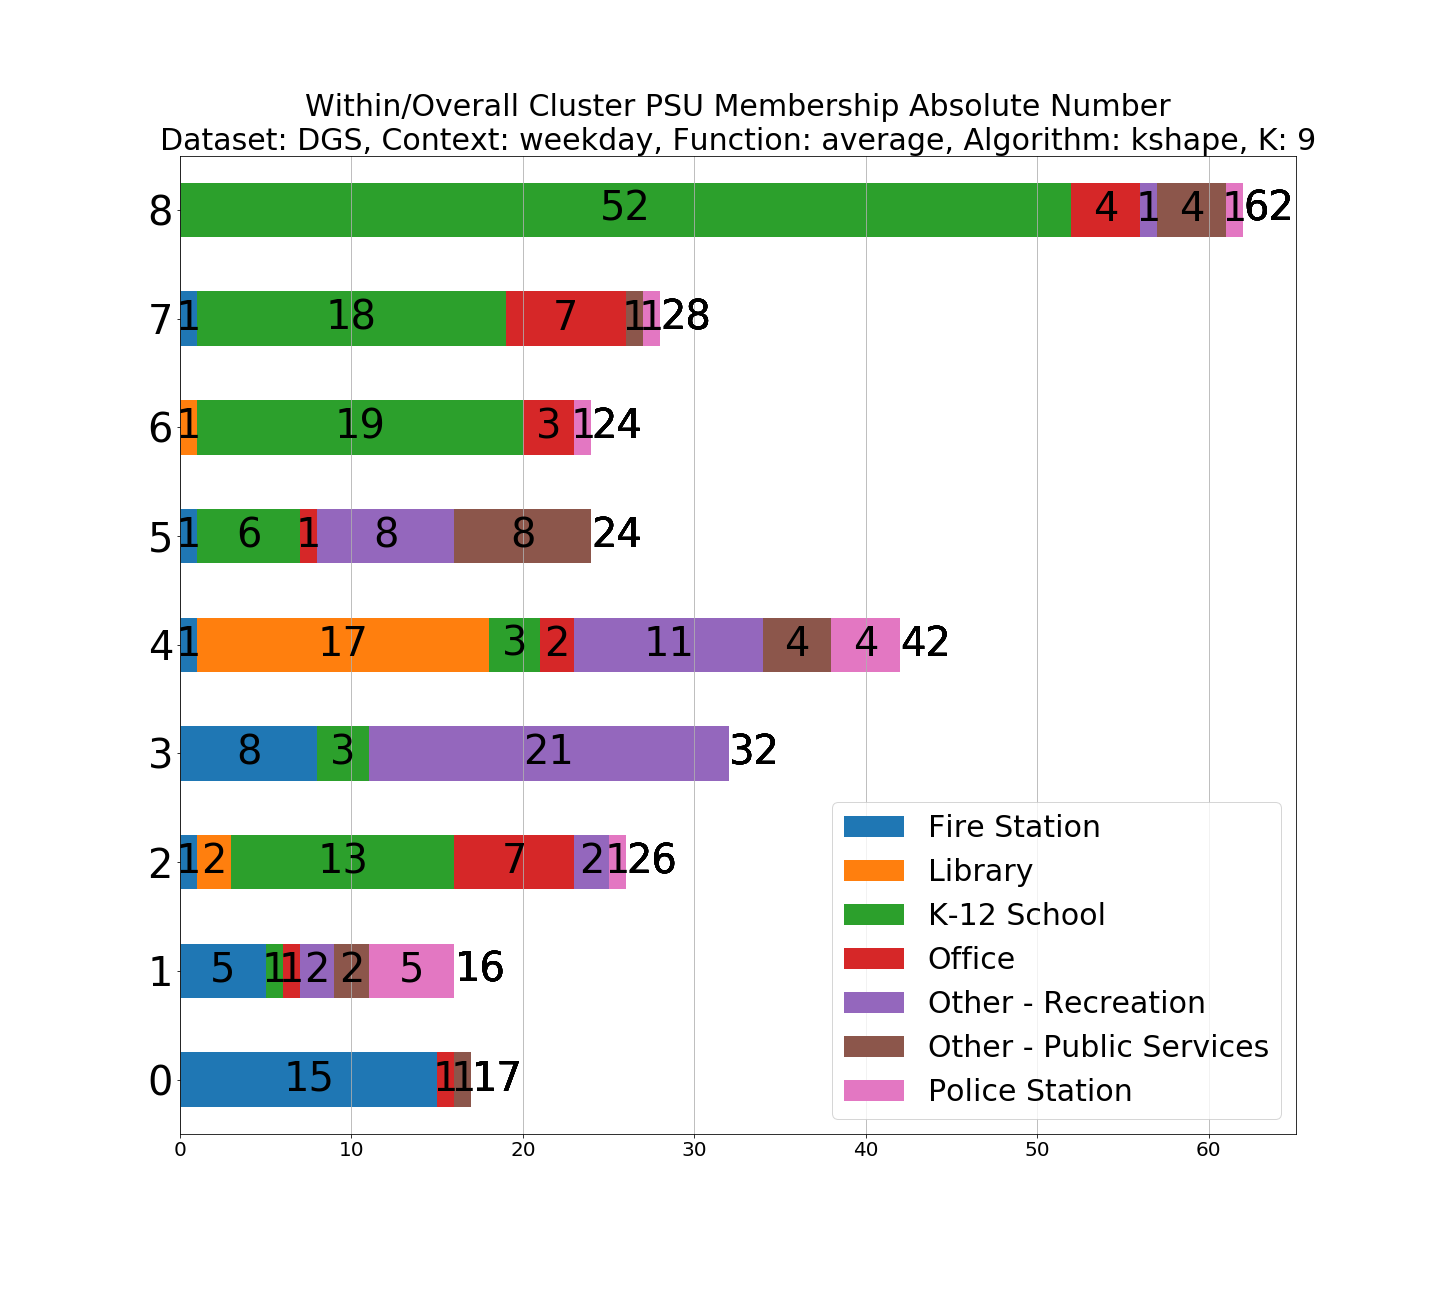 Within/Overall Cluster PSU Membership Absolute Number
Dataset: DGS, Context: weekday, Function: average, Algorithm: kshape, K: 9
8 52 4 1 4 1 62
7 1 18 7 1 1 28
6 1 19 3 1 24
5 1 6 1 8 8 24
4 1 17 3 2 11 4 4 42
3 8 3 21 32
2 1 2 13 7 2 1 26
1 5 1 1 2 2 5 16
0 15 1 1 17
Fire Station
Library
K-12 School
Office
Other - Recreation
Other - Public Services
Police Station
0 10 20 30 40 50 60